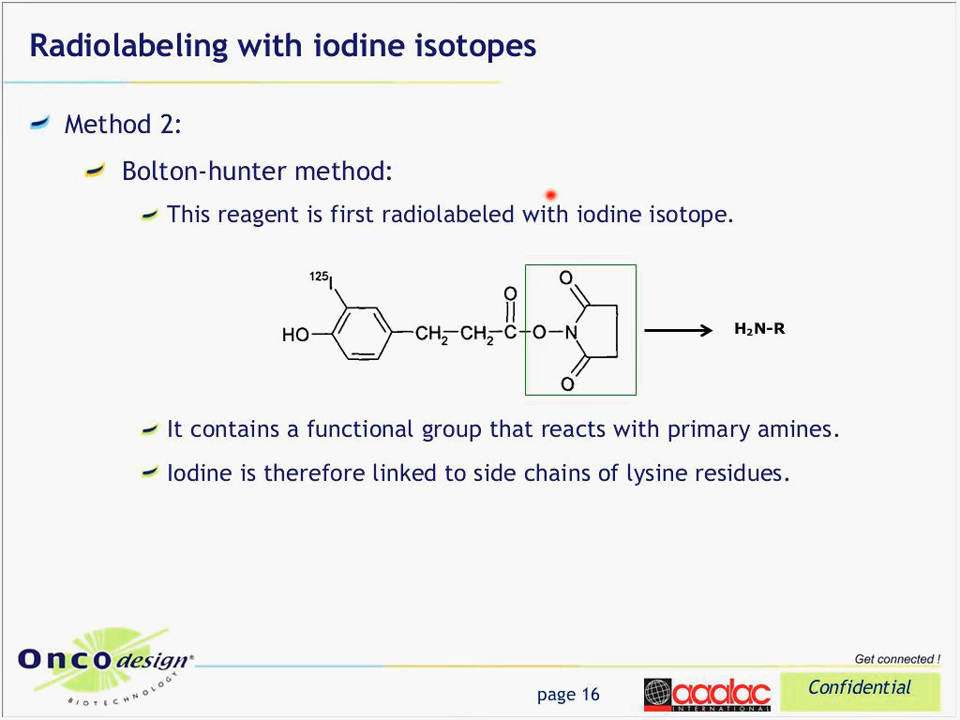 Radiolabeling with iodine isotopes
Method 2:
Bolton-hunter method:
This reagent is first radiolabeled with iodine isotope.
125I
O
O
HO
CH2
CH2
C
O
N
H2N-R
O
It contains a functional group that reacts with primary amines.
Iodine is therefore linked to side chains of lysine residues.
Oncodesign®
BIOTECHNOLOGY
Get connected !
page 16
aaalac
INTERNATIONAL
Confidential